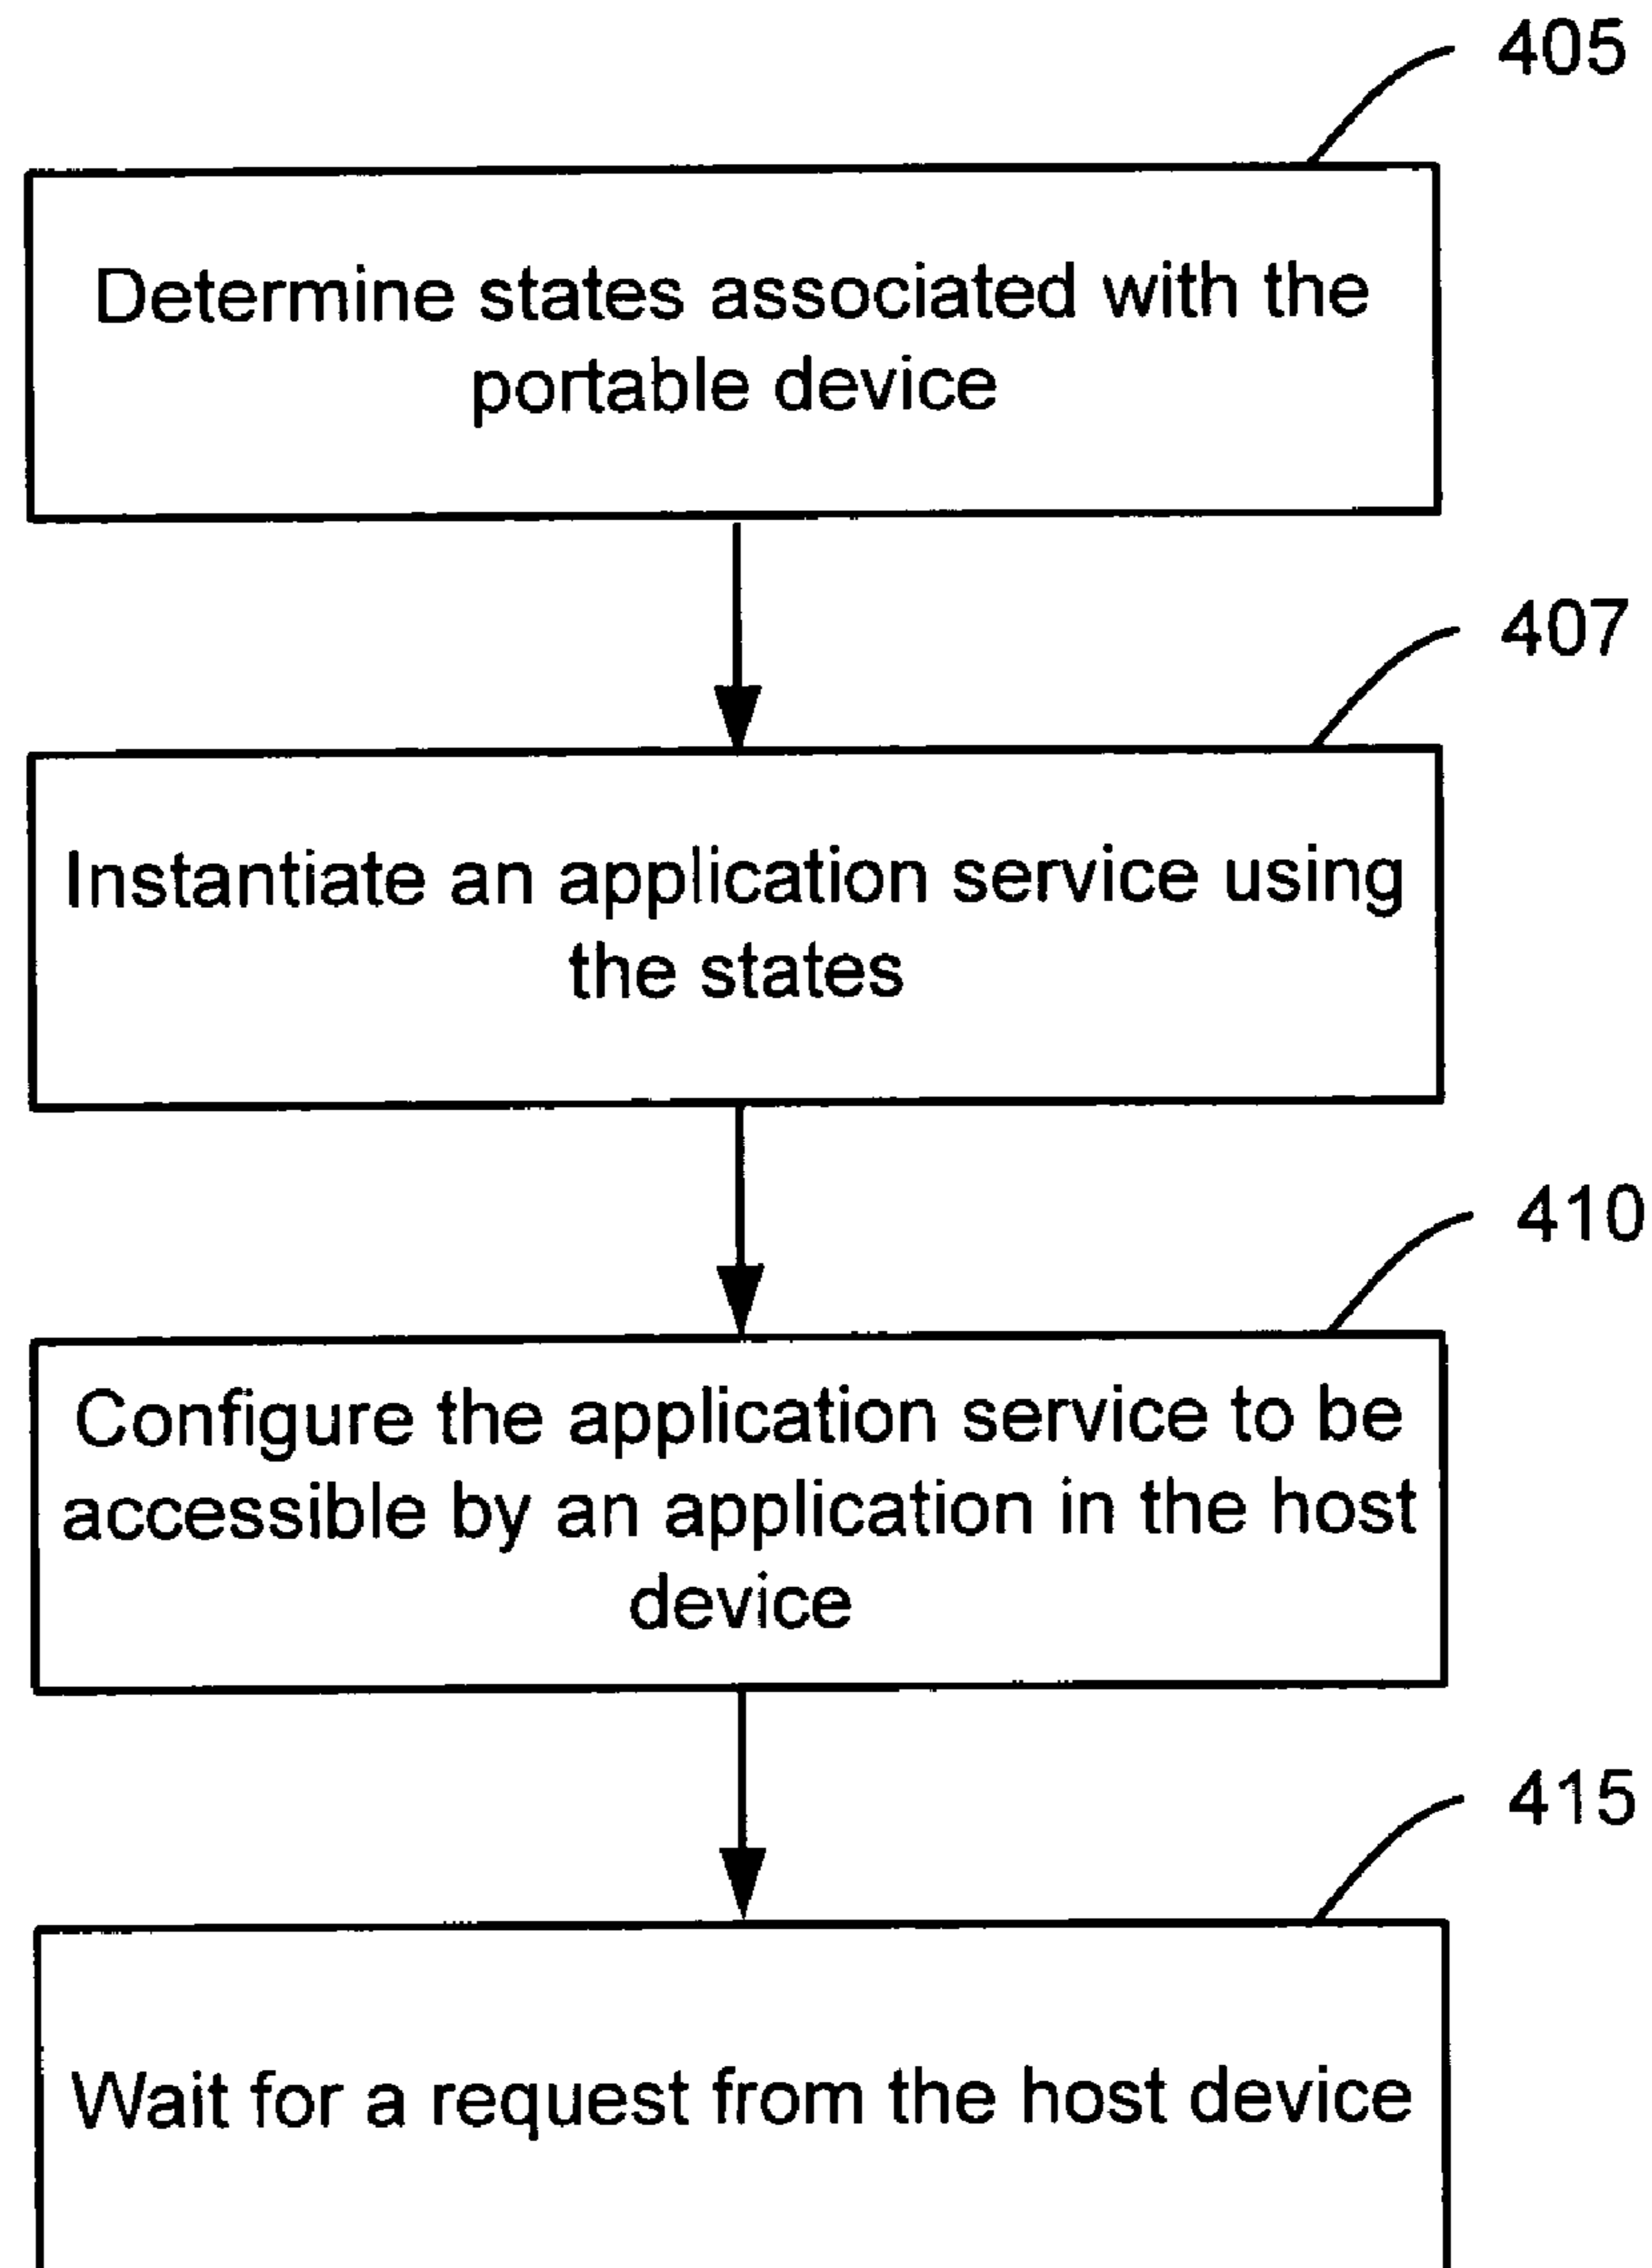 405
Determine states associated with the
portable device
407
Instantiate an application service using
the states
410
Configure the application service to be
accessible by an application in the host
device
415
Wait for a request from the host device